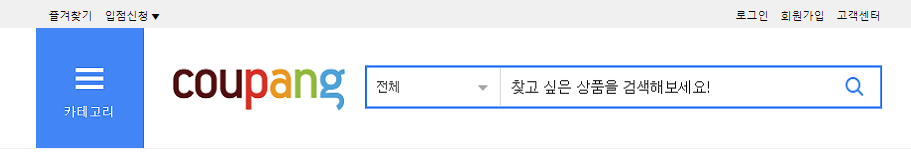 즐겨찾기 입점신청 ▼ 로그인 회원가입 고객센터
카테고리
coupang
전체
찾고 싶은 상품을 검색해보세요!